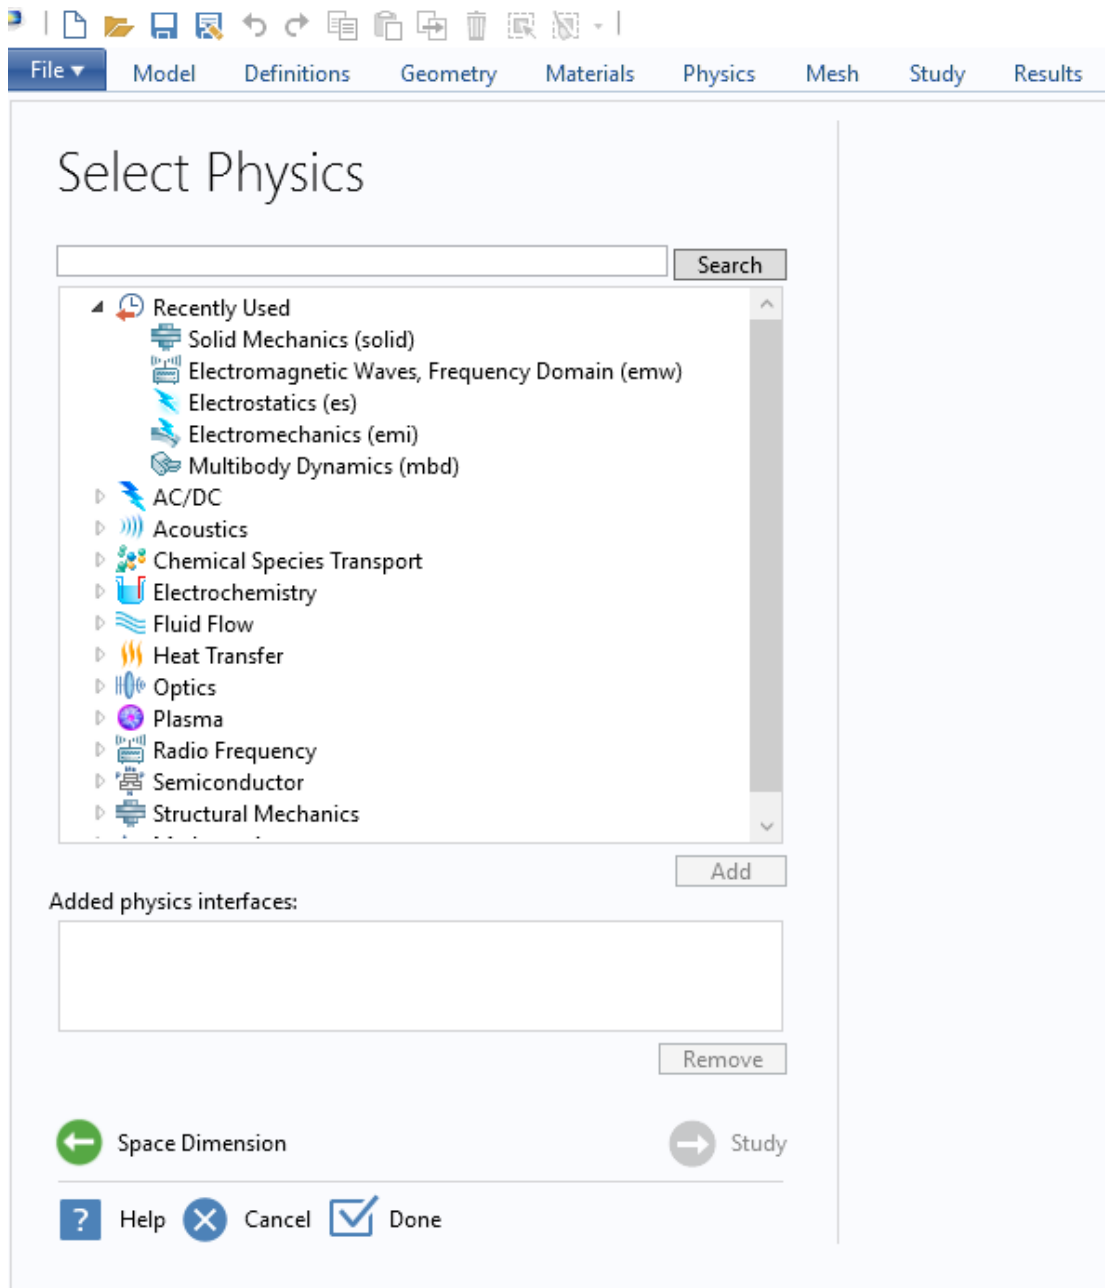 File Model Definitions Geometry Materials Physics Mesh Study Results
Select Physics
Search
Recently Used
Solid Mechanics (solid)
Electromagnetic Waves, Frequency Domain (emw)
Electrostatics (es)
Electromechanics (emi)
Multibody Dynamics (mbd)
AC/DC
Acoustics
Chemical Species Transport
Electrochemistry
Fluid Flow
Heat Transfer
Optics
Plasma
Radio Frequency
Semiconductor
Structural Mechanics
Add
Added physics interfaces:
Remove
Space Dimension Study
? Help Cancel Done